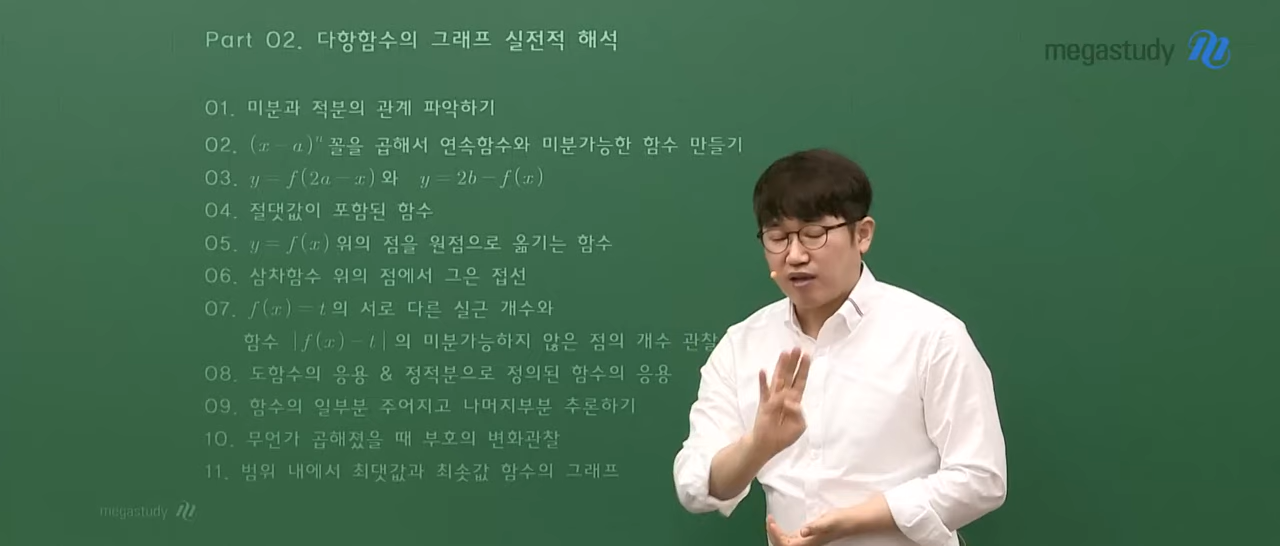 Part 02. 다항함수의 그래프 실전적 해석
megastudy
01. 미분과 적분의 관계 파악하기
02. (x-a)^n 꼴을 곱해서 연속함수와 미분가능한 함수 만들기
03. y=f(2a-x)와 y=2b-f(x)
04. 절댓값이 포함된 함수
05. y=f(x)위의 점을 원점으로 옮기는 함수
06. 삼차함수 위의 점에서 그은 접선
07. f(x)=t의 서로 다른 실근 개수와
함수 |f(x)-t|의 미분가능하지 않은 점의 개수 관찰
08. 도함수의 응용 & 정적분으로 정의된 함수의 응용
09. 함수의 일부분 주어지고 나머지부분 추론하기
10. 무언가 곱해졌을 때 부호의 변화관찰
11. 범위 내에서 최댓값과 최솟값 함수의 그래프
megastudy